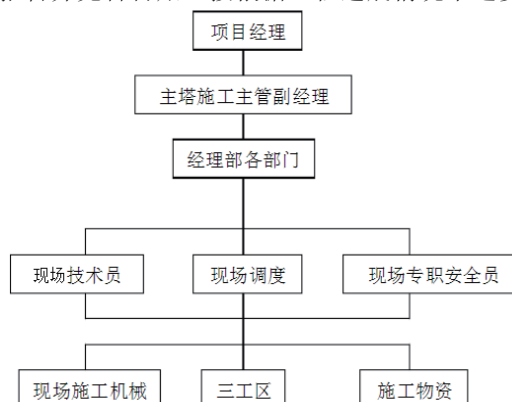 项目经理
主塔施工主管副经理
经理部各部门
现场技术员 现场调度 现场专职安全员
现场施工机械 三工区 施工物资